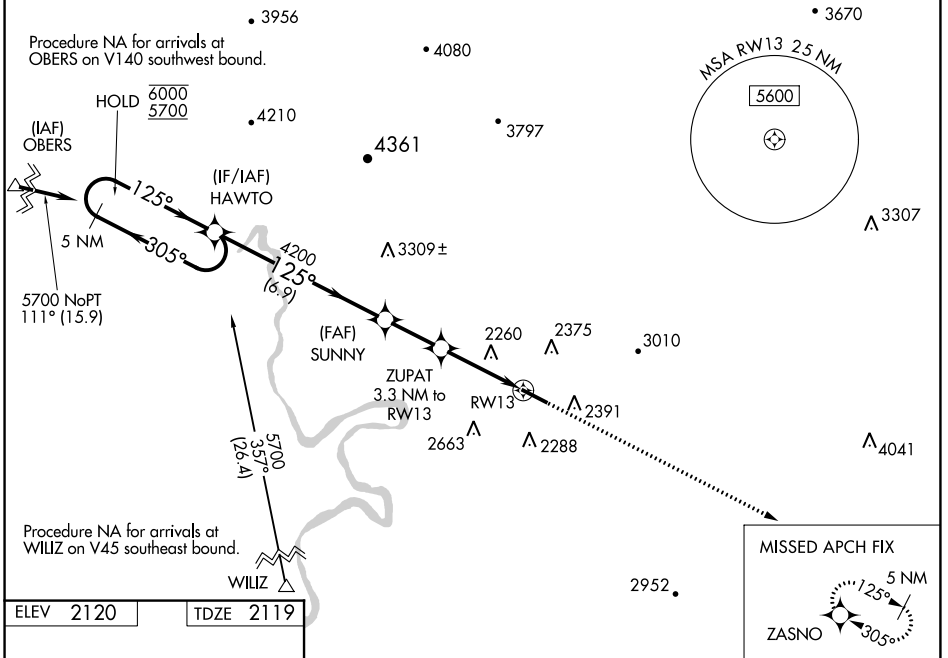 3956
3670
Procedure NA for arrivals at
OBERS on V140 southwest bound.
4080
MSA RW13 25 NM
5600
HOLD
6000
5700
4210
3797
(IAF)
OBERS
4361
(IF/IAF)
HAWTO
125°
305°
5 NM
3307
3309 ±
4200
125°
(6.9)
5700 NoPT
111° (15.9)
(FAF)
SUNNY
2260
2375
3010
ZUPAT
3.3 NM to
RW13
RW13
2391
2663
2288
4041
5700
357°
(26.4)
Procedure NA for arrivals at
WILIZ on V45 southeast bound.
WILIZ
2952
MISSED APCH FIX
5 NM
125°
305°
ZASNO
ELEV 2120
TDZE 2119